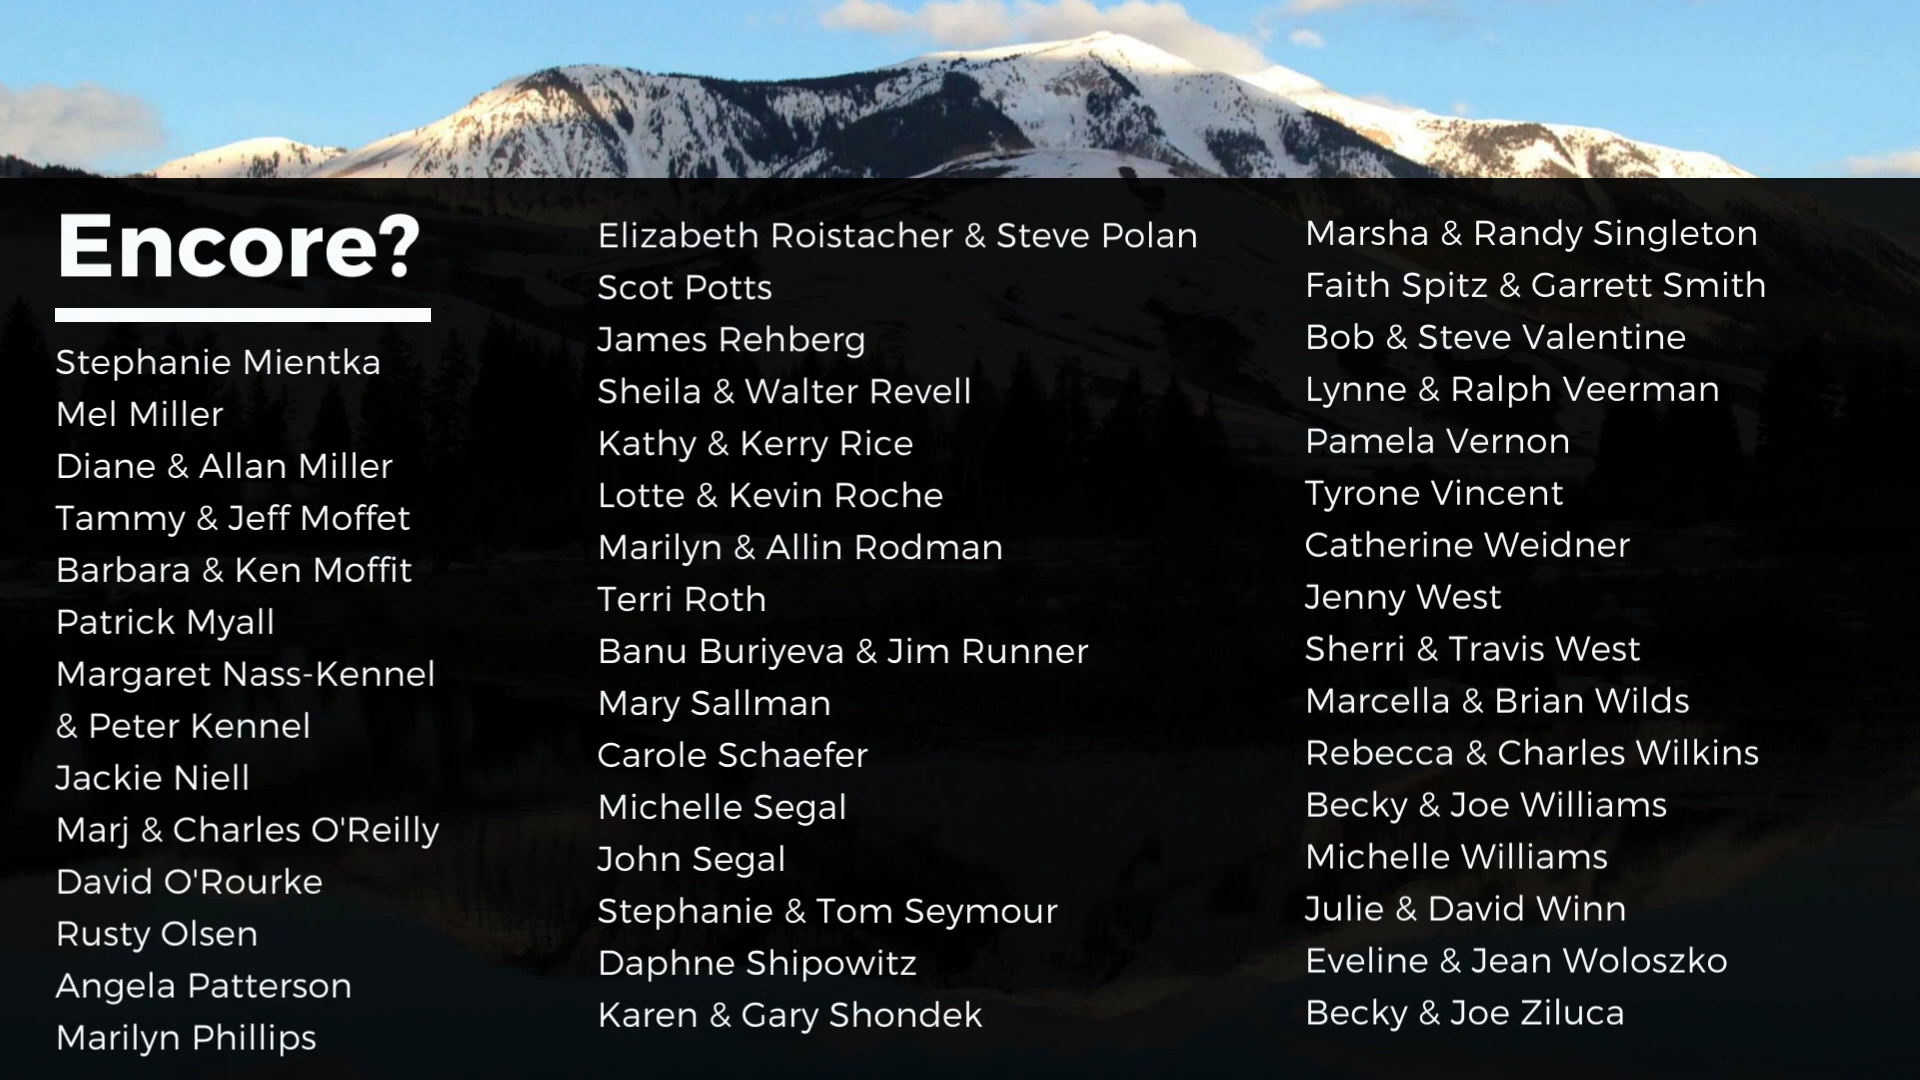 Encore?
Stephanie Mientka
Mel Miller
Diane & Allan Miller
Tammy & Jeff Moffet
Barbara & Ken Moffit
Patrick Myall
Margaret Nass-Kennel
& Peter Kennel
Jackie Niell
Marj & Charles O'Reilly
David O'Rourke
Rusty Olsen
Angela Patterson
Marilyn Phillips
Elizabeth Roistacher & Steve Polan
Scot Potts
James Rehberg
Sheila & Walter Revell
Kathy & Kerry Rice
Lotte & Kevin Roche
Marilyn & Allin Rodman
Terri Roth
Banu Buriyeva & Jim Runner
Mary Sallman
Carole Schaefer
Michelle Segal
John Segal
Stephanie & Tom Seymour
Daphne Shipowitz
Karen & Gary Shondek
Marsha & Randy Singleton
Faith Spitz & Garrett Smith
Bob & Steve Valentine
Lynne & Ralph Veerman
Pamela Vernon
Tyrone Vincent
Catherine Weidner
Jenny West
Sherri & Travis West
Marcella & Brian Wilds
Rebecca & Charles Wilkins
Becky & Joe Williams
Michelle Williams
Julie & David Winn
Eveline & Jean Woloszko
Becky & Joe Ziluca